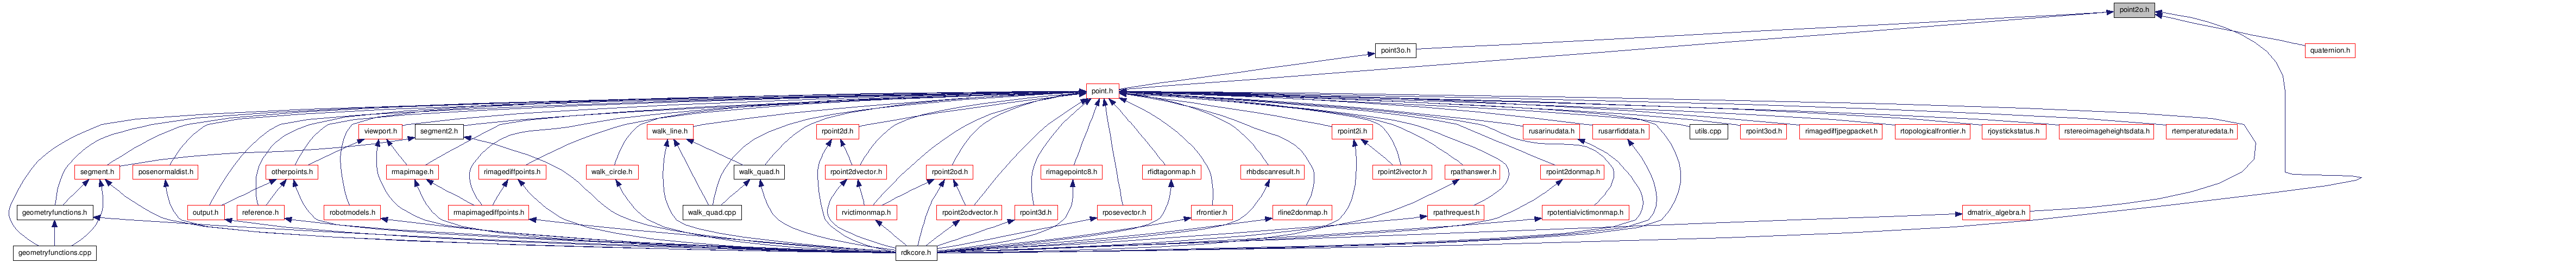 point2o.h
point3o.h
quaternion.h
point.h
viewport.h
segment2.h
walk_line.h
rpoint2d.h
rpoint2i.h
rusarinudata.h
rusarrfiddata.h
utils.cpp
rpoint3od.h
rimagediffjpegpacket.h
rtopologicalfrontier.h
rjoystickstatus.h
rstereoimageheightsdata.h
rtemperaturedata.h
segment.h
posenormaldist.h
otherpoints.h
rmapimage.h
rimagediffpoints.h
walk_circle.h
walk_quad.h
rpoint2dvector.h
rpoint2od.h
rimagepointc8.h
rfidtagonmap.h
rhbdscanresult.h
rpoint2ivector.h
rpathanswer.h
rpoint2donmap.h
geometryfunctions.h
output.h
reference.h
robotmodels.h
rmapimagediffpoints.h
walk_quad.cpp
rvictimonmap.h
rpoint2odvector.h
rpoint3d.h
rposevector.h
rfrontier.h
rline2donmap.h
rpathrequest.h
rpotentialvictimonmap.h
dmatrix_algebra.h
geometryfunctions.cpp
rdkcore.h